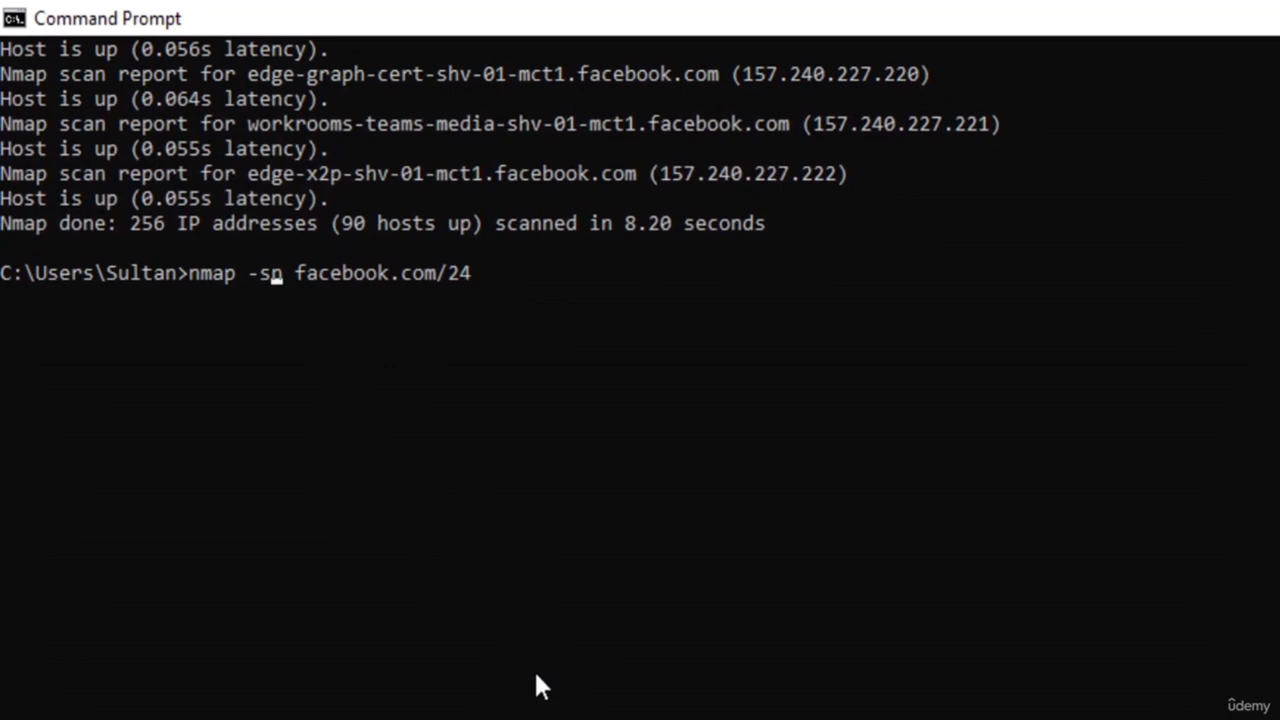 Command Prompt
Host is up (0.056s latency).
Nmap scan report for edge-graph-cert-shv-01-mct1.facebook.com (157.240.227.220)
Host is up (0.064s latency).
Nmap scan report for workrooms-teams-media-shv-01-mct1.facebook.com (157.240.227.221)
Host is up (0.055s latency).
Nmap scan report for edge-x2p-shv-01-mct1.facebook.com (157.240.227.222)
Host is up (0.055s latency).
Nmap done: 256 IP addresses (90 hosts up) scanned in 8.20 seconds
C:\Users\Sultan>nmap -sn facebook.com/24
ûdemy